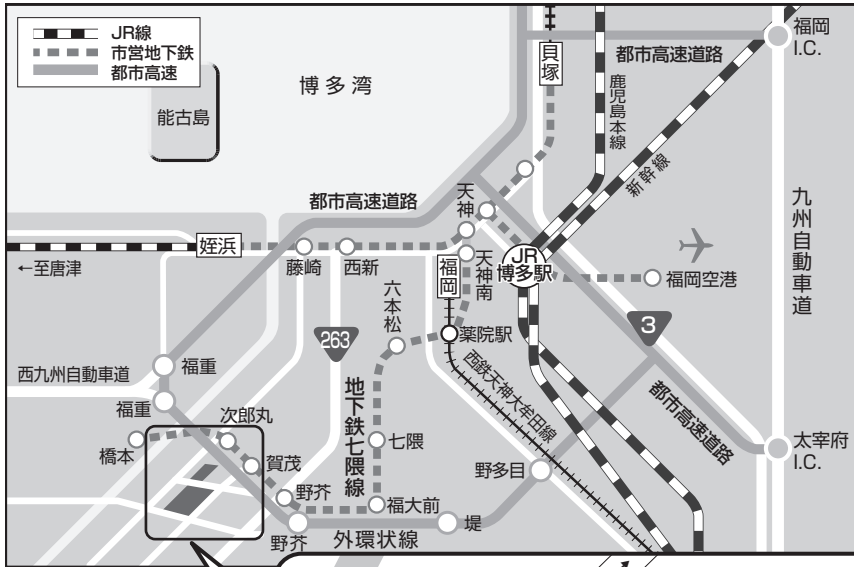 JR線
市営地下鉄
都市高速
博多湾
能古島
貝塚
都市高速道路
福岡
I.C.
鹿児島本線
新幹線
都市高速道路
天神
九州自動車道
姪浜
←至唐津
藤崎
西新
福岡
天神南
JR
博多駅
福岡空港
六本松
263
薬院駅
3
西九州自動車道
福重
福重
地下鉄七隈線
西鉄天神大牟田線
都市高速道路
次郎丸
橋本
賀茂
七隈
野多目
太宰府
I.C.
野芥
福大前
野芥
外環状線
堤